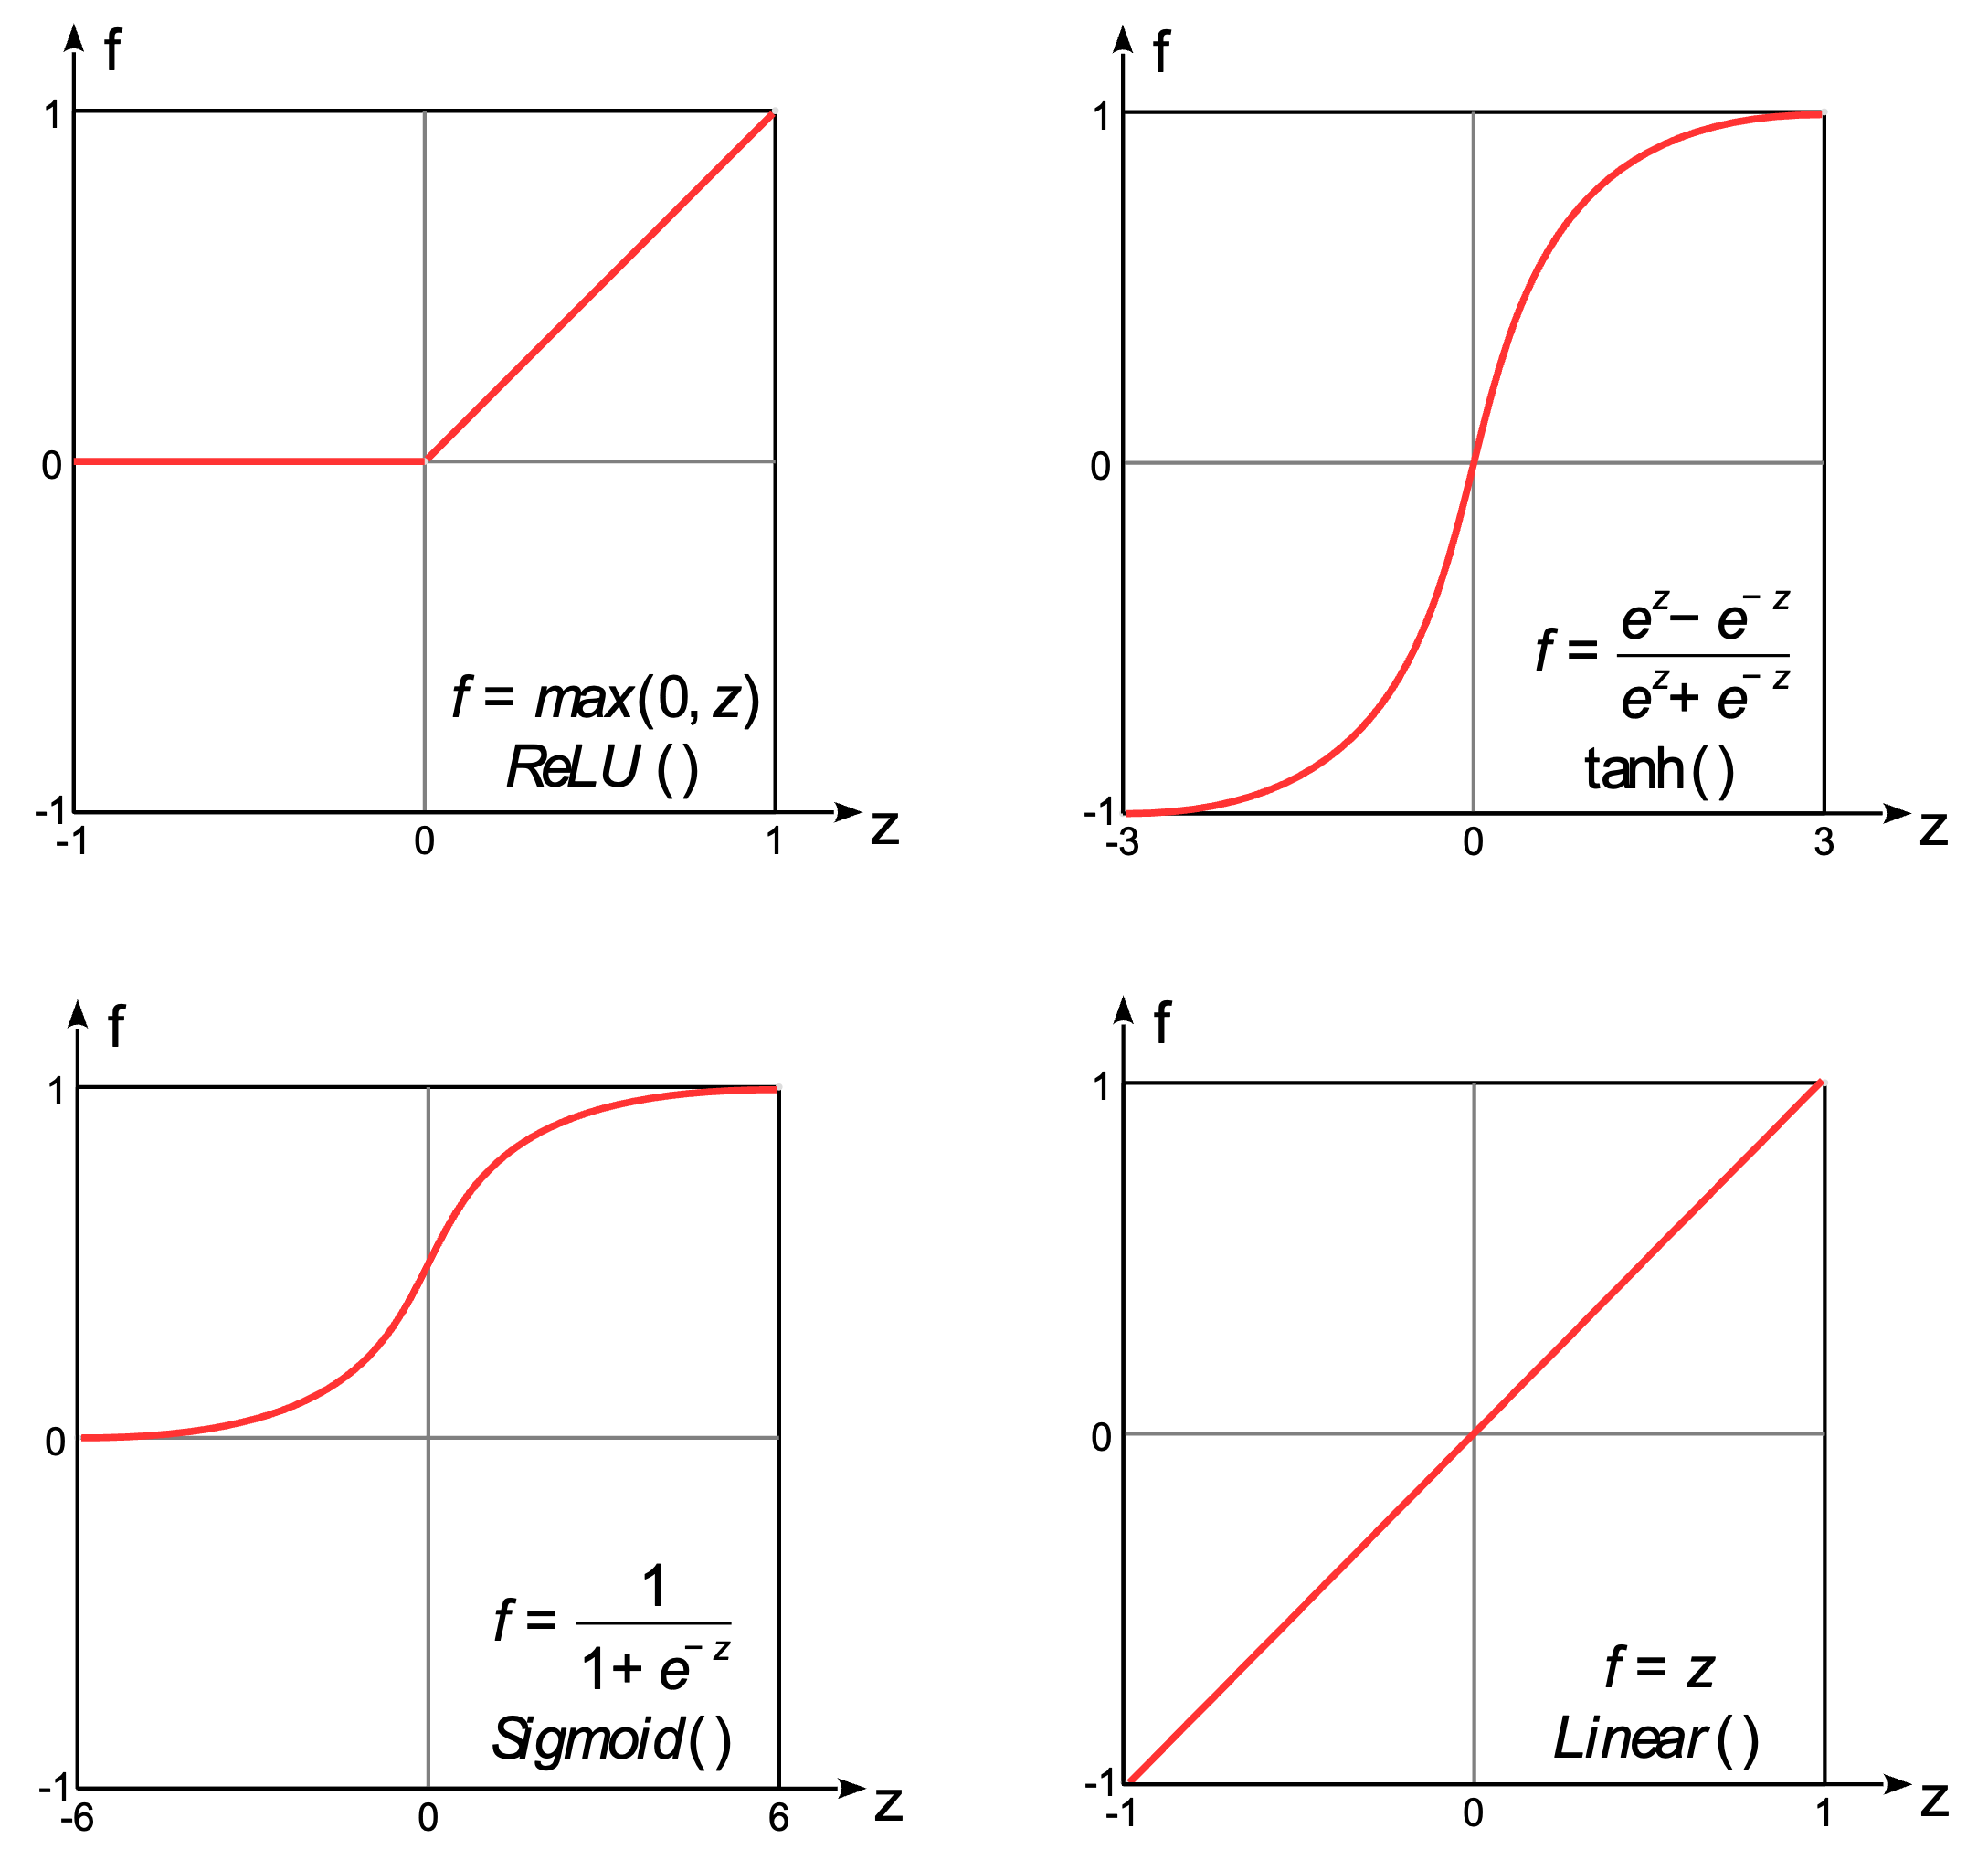 f
1
0
f = max(0, z)
ReLU ()
-1
-1 0 1 z
f
1
0
f = e^z − e^− z / e^z + e^− z
tanh()
-1
-3 0 3 z
f
1
0
f = 1 / 1+ e^− z
Sigmoid()
-1
-6 0 6 z
f
1
0
f = z
Linear()
-1
-1 0 1 z